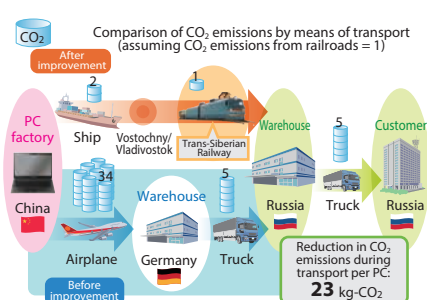 CO₂
Comparison of CO₂ emissions by means of transport
(assuming CO₂ emissions from railroads = 1)
After
improvement
2
1
PC
factory
China
Ship
Vostochny/
Vladivostok
Trans-Siberian
Railway
Warehouse
Russia
5
Truck
Customer
Russia
34
Airplane
Warehouse
Germany
5
Truck
Before
improvement
Reduction in CO₂
emissions during
transport per PC:
23 kg-CO₂